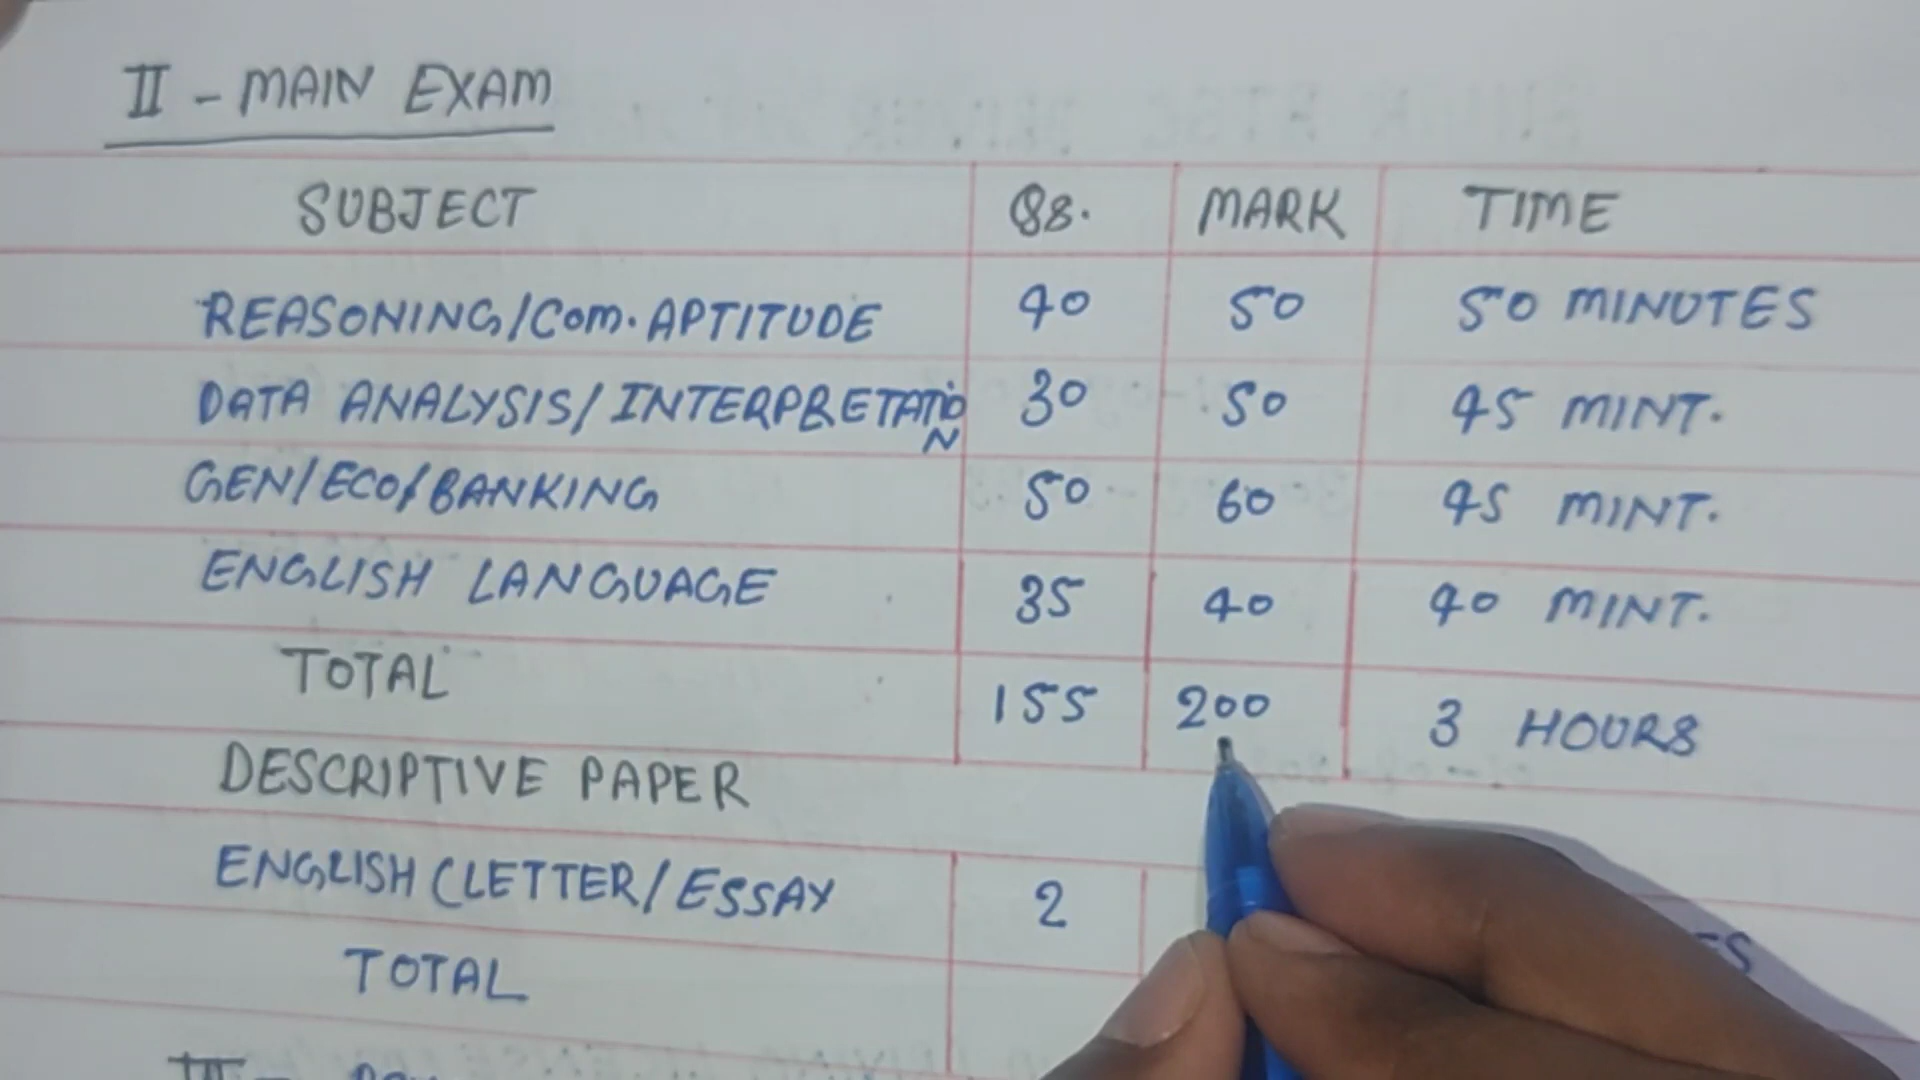 II - MAIN EXAM
SUBJECT QS. MARK TIME
REASONING/COM. APTITUDE 40 50 50 MINUTES
DATA ANALYSIS/INTERPRETATION 30 50 45 MINT.
GEN/ECO/BANKING 50 60 45 MINT.
ENGLISH LANGUAGE 35 40 40 MINT.
TOTAL 155 200 3 HOURS
DESCRIPTIVE PAPER
ENGLISH (LETTER/ESSAY 2
TOTAL